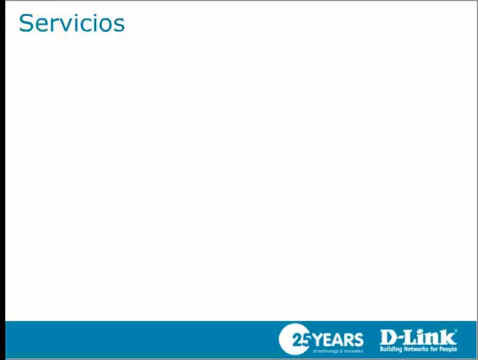 Servicios
25 YEARS
of technology & innovation
D-Link
Building Networks for People